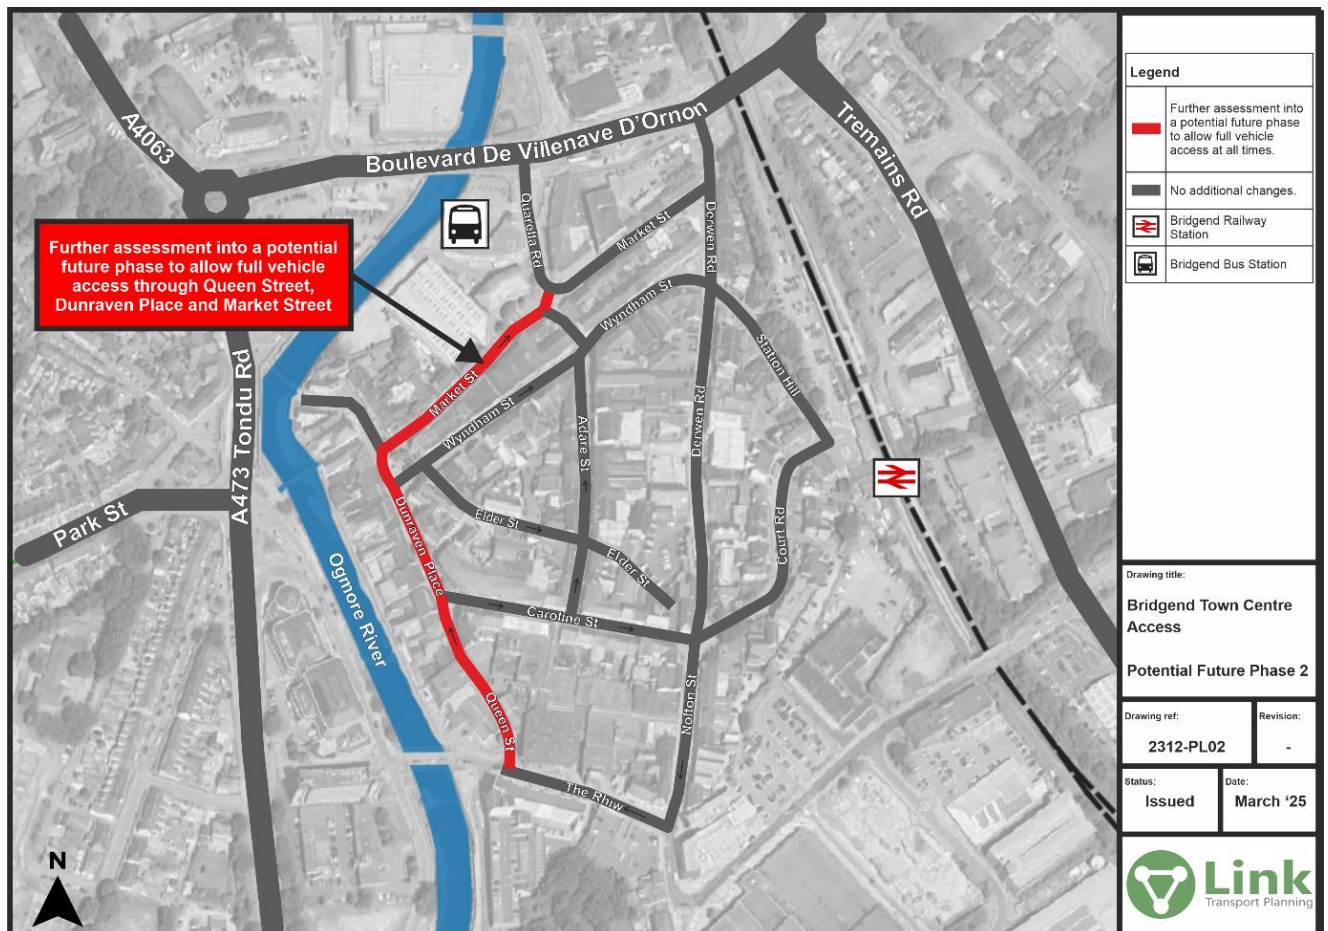 A4063
Boulevard De Villenave D'Ornon
Tremains Rd
Quarella Rd
Market St
Derwen Rd
Further assessment into a potential
future phase to allow full vehicle
access through Queen Street,
Dunraven Place and Market Street
Wyndham St
Station Hill
A473 Tondu Rd
Market St
Wyndham St
Adare St
Derwen Rd
Park St
Dunraven Place
Elder St
Elder St
Court Rd
Ogmore River
Caroline St
Queen St
Nolton St
The Rhiw
N
Legend
Further assessment into
a potential future phase
to allow full vehicle
access at all times.
No additional changes.
Bridgend Railway
Station
Bridgend Bus Station
Drawing title:
Bridgend Town Centre
Access
Potential Future Phase 2
Drawing ref:
2312-PL02
Revision:
-
Status:
Issued
Date:
March '25
Link
Transport Planning